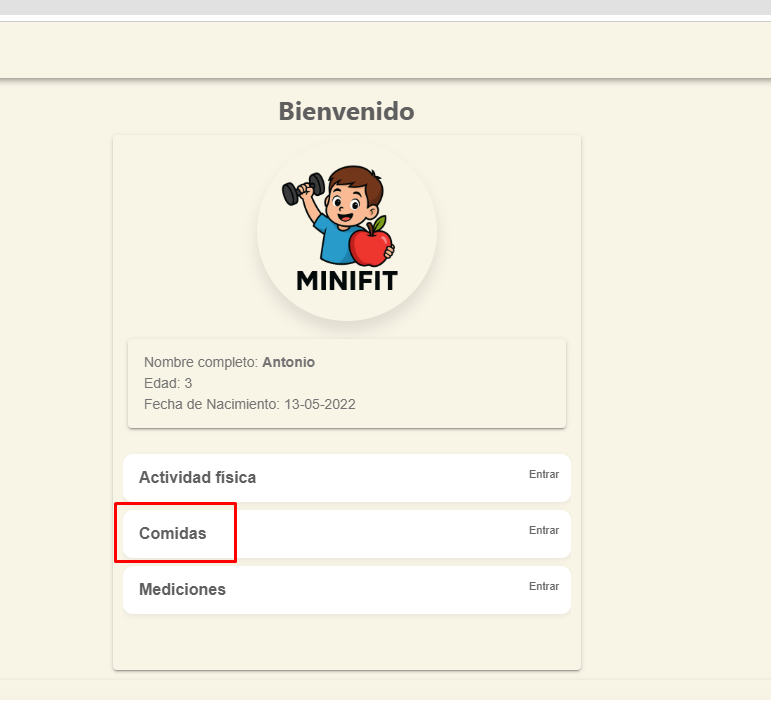 Bienvenido
MINIFIT
Nombre completo: Antonio
Edad: 3
Fecha de Nacimiento: 13-05-2022
Actividad física Entrar
Comidas Entrar
Mediciones Entrar